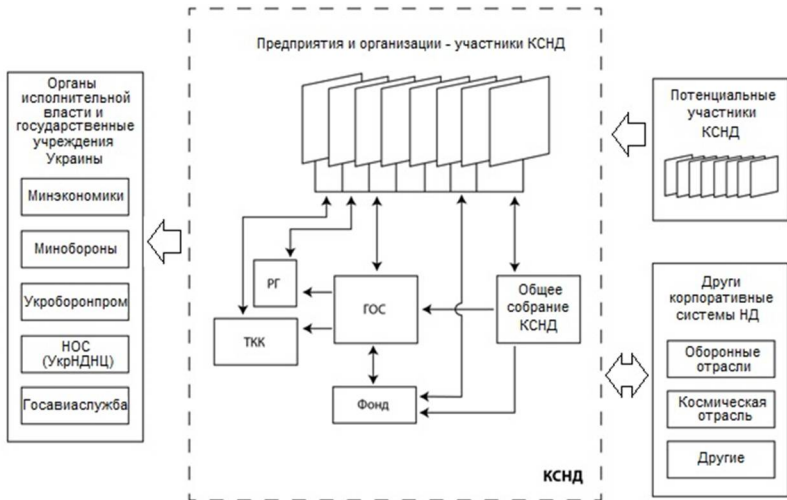 Органы
исполнительной
власти и
государственные
учреждения
Украины
Минэкономики
Минобороны
Укроборонпром
НОС
(УкрНДНЦ)
Госавиаслужба
Предприятия и организации - участники КСНД
РГ
ТКК
ГОС
Общее
собрание
КСНД
Фонд
КСНД
Потенциальные
участники
КСНД
Други
корпоративные
системы НД
Оборонные
отрасли
Космическая
отрасль
Другие